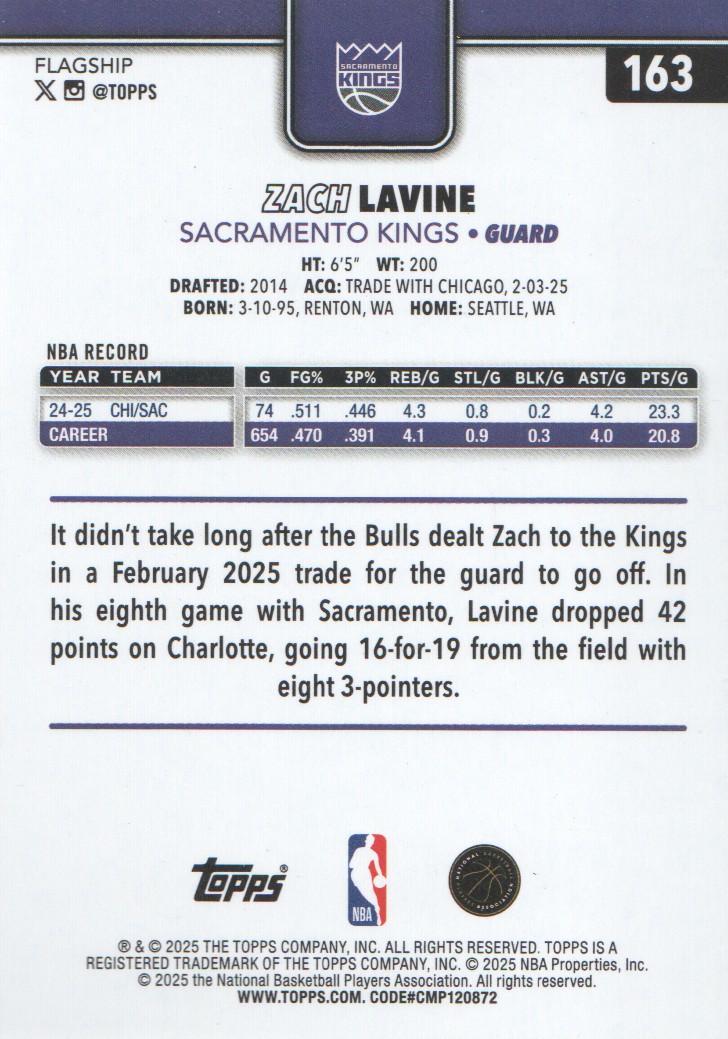 SACRAMENTO
KINGS
FLAGSHIP
@TOPPS
163
ZACH LAVINE
SACRAMENTO KINGS • GUARD
HT: 6'5" WT: 200
DRAFTED: 2014 ACQ: TRADE WITH CHICAGO, 2-03-25
BORN: 3-10-95, RENTON, WA HOME: SEATTLE, WA
NBA RECORD
YEAR TEAM G FG% 3P% REB/G STL/G BLK/G AST/G PTS/G
24-25 CHI/SAC 74 .511 .446 4.3 0.8 0.2 4.2 23.3
CAREER 654 .470 .391 4.1 0.9 0.3 4.0 20.8
It didn't take long after the Bulls dealt Zach to the Kings
in a February 2025 trade for the guard to go off. In
his eighth game with Sacramento, Lavine dropped 42
points on Charlotte, going 16-for-19 from the field with
eight 3-pointers.
Topps®
NBA
NATIONAL BASKETBALL
ASSOCIATION
® & © 2025 THE TOPPS COMPANY, INC. ALL RIGHTS RESERVED. TOPPS IS A
REGISTERED TRADEMARK OF THE TOPPS COMPANY, INC. © 2025 NBA Properties, Inc.
© 2025 the National Basketball Players Association. All rights reserved.
WWW.TOPPS.COM. CODE#CMP120872